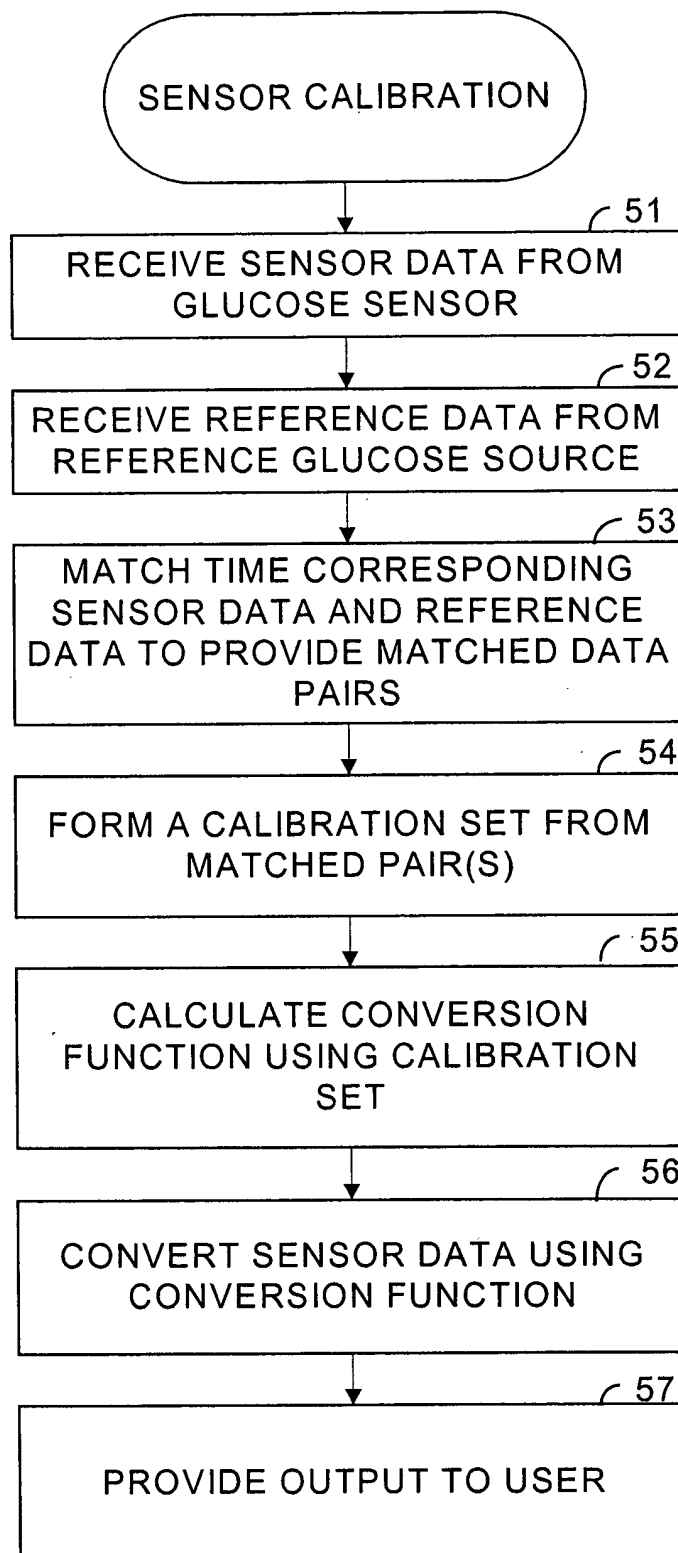 SENSOR CALIBRATION
51
RECEIVE SENSOR DATA FROM
GLUCOSE SENSOR
52
RECEIVE REFERENCE DATA FROM
REFERENCE GLUCOSE SOURCE
53
MATCH TIME CORRESPONDING
SENSOR DATA AND REFERENCE
DATA TO PROVIDE MATCHED DATA
PAIRS
54
FORM A CALIBRATION SET FROM
MATCHED PAIR(S)
55
CALCULATE CONVERSION
FUNCTION USING CALIBRATION
SET
56
CONVERT SENSOR DATA USING
CONVERSION FUNCTION
57
PROVIDE OUTPUT TO USER